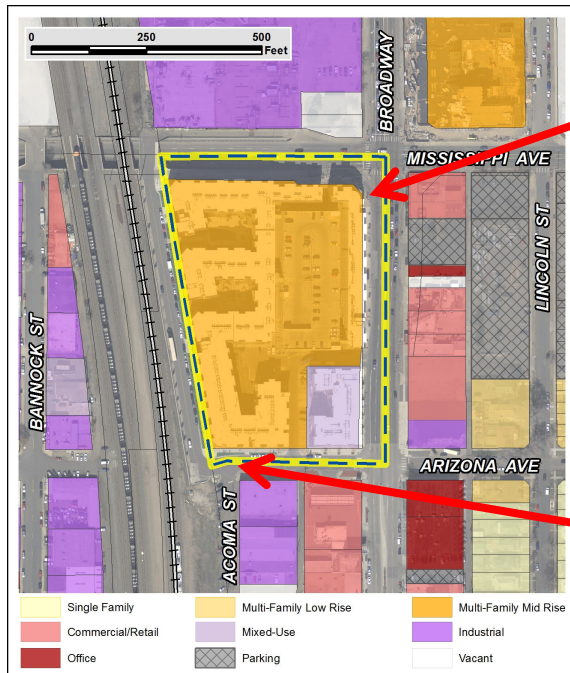 0 250 500
Feet
BROADWAY
MISSISSIPPI AVE
LINCOLN ST
BANNOCK ST
ARIZONA AVE
ACOMA ST
Single Family
Multi-Family Low Rise
Multi-Family Mid Rise
Commercial/Retail
Mixed-Use
Industrial
Office
Parking
Vacant